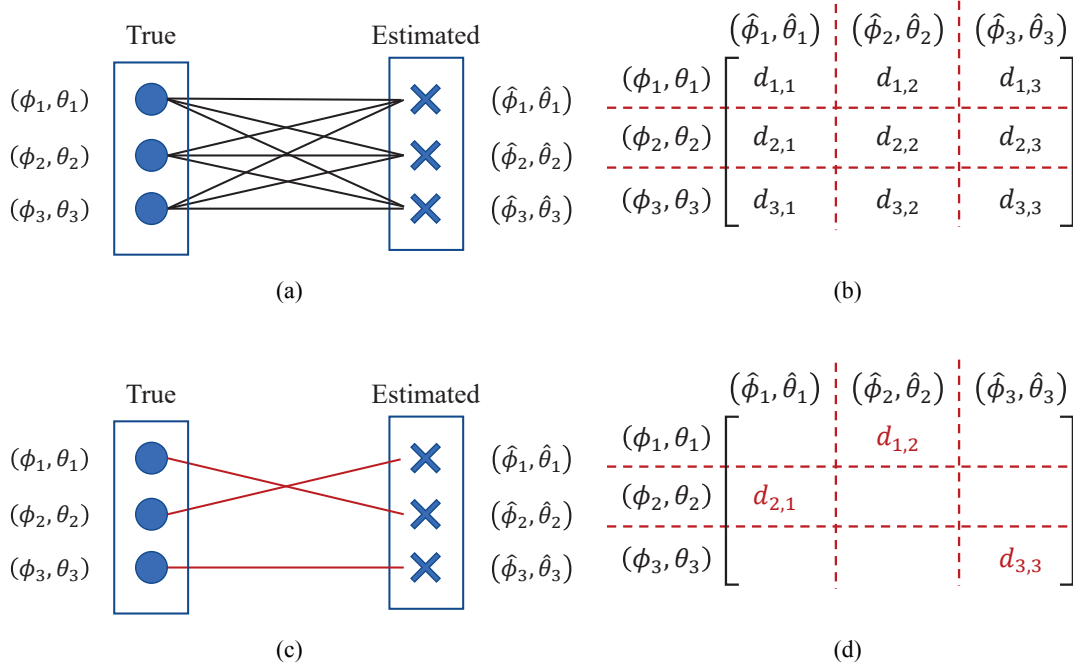 True Estimated
(ϕ₁, θ₁) (ϕ̂₁, θ̂₁)
(ϕ₂, θ₂) (ϕ̂₂, θ̂₂)
(ϕ₃, θ₃) (ϕ̂₃, θ̂₃)
(a)
(ϕ̂₁, θ̂₁) (ϕ̂₂, θ̂₂) (ϕ̂₃, θ̂₃)
(ϕ₁, θ₁) d₁,₁ d₁,₂ d₁,₃
(ϕ₂, θ₂) d₂,₁ d₂,₂ d₂,₃
(ϕ₃, θ₃) d₃,₁ d₃,₂ d₃,₃
(b)
True Estimated
(ϕ₁, θ₁) (ϕ̂₁, θ̂₁)
(ϕ₂, θ₂) (ϕ̂₂, θ̂₂)
(ϕ₃, θ₃) (ϕ̂₃, θ̂₃)
(c)
(ϕ̂₁, θ̂₁) (ϕ̂₂, θ̂₂) (ϕ̂₃, θ̂₃)
(ϕ₁, θ₁) d₁,₂
(ϕ₂, θ₂) d₂,₁
(ϕ₃, θ₃) d₃,₃
(d)